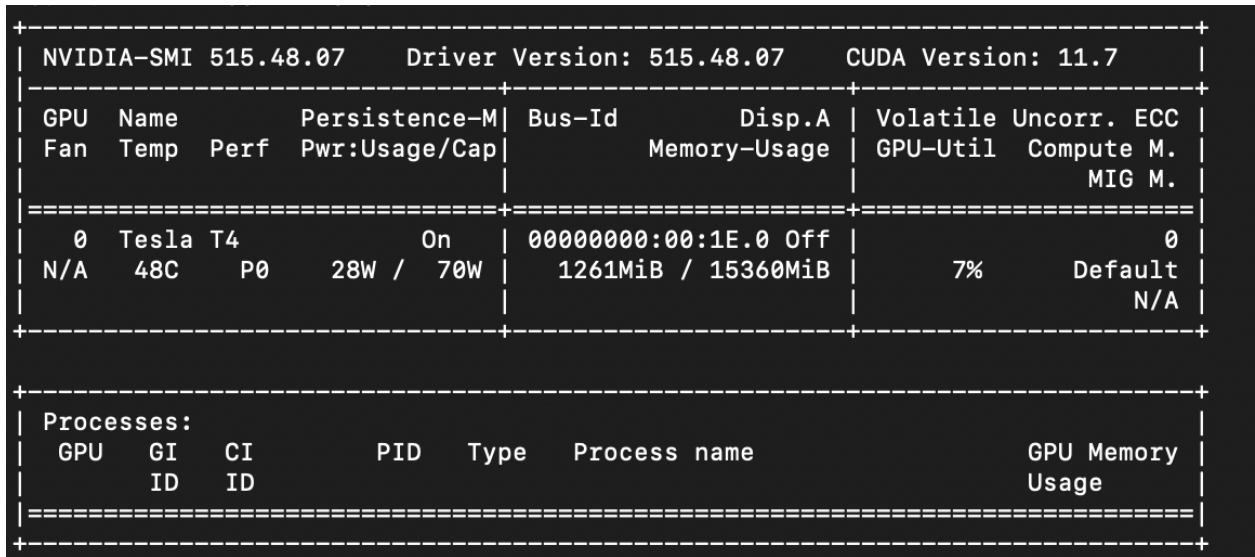 +-----------------------------------------------------------------------------+
| NVIDIA-SMI 515.48.07    Driver Version: 515.48.07    CUDA Version: 11.7     |
|-------------------------------+----------------------+----------------------+
| GPU  Name        Persistence-M| Bus-Id        Disp.A | Volatile Uncorr. ECC |
| Fan  Temp  Perf  Pwr:Usage/Cap|         Memory-Usage | GPU-Util  Compute M. |
|                               |                      |               MIG M. |
|===============================+======================+======================|
|   0  Tesla T4            On   | 00000000:00:1E.0 Off |                    0 |
| N/A   48C    P0    28W /  70W |   1261MiB / 15360MiB |      7%      Default |
|                               |                      |                  N/A |
+-------------------------------+----------------------+----------------------+

+-----------------------------------------------------------------------------+
| Processes:                                                                  |
|  GPU   GI   CI        PID   Type   Process name                  GPU Memory |
|        ID   ID                                                   Usage      |
|=============================================================================|
+-----------------------------------------------------------------------------+